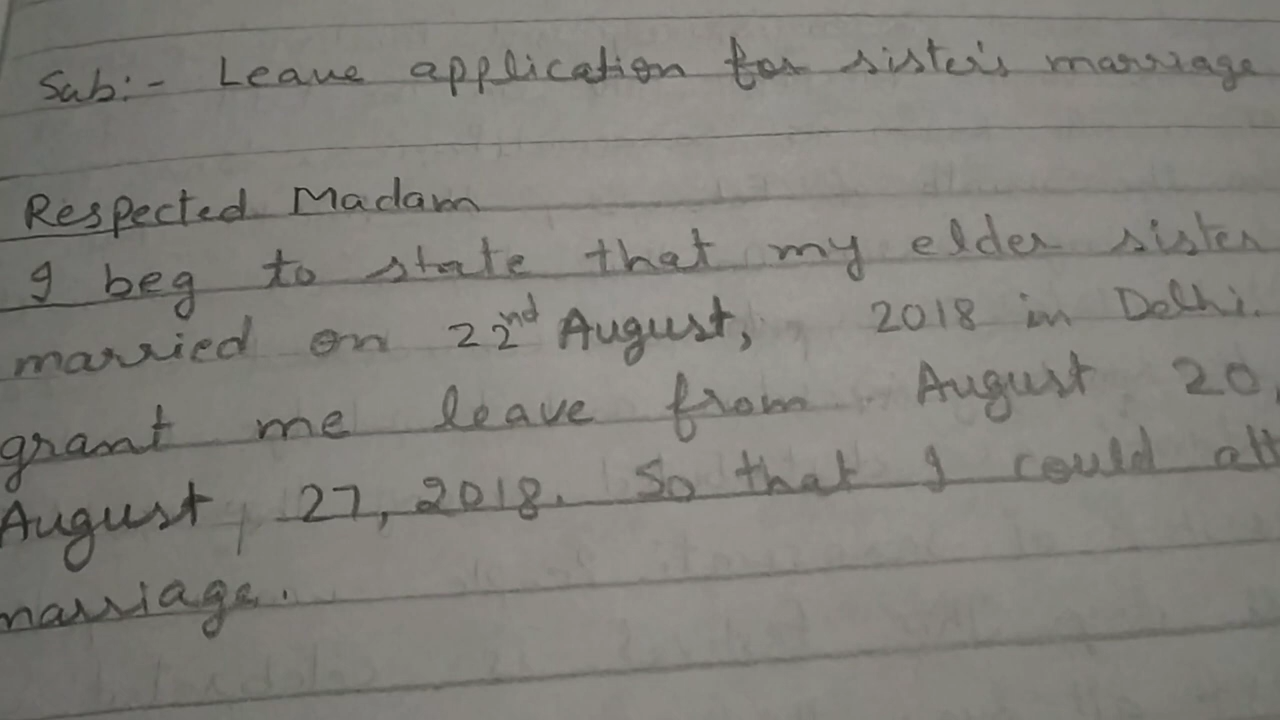 Sub:- Leave application for sister's marriage
Respected Madam
I beg to state that my elder sister
married on 22nd August, 2018 in Delhi.
grant me leave from August 20,
August, 27, 2018. So that I could att
marriage.